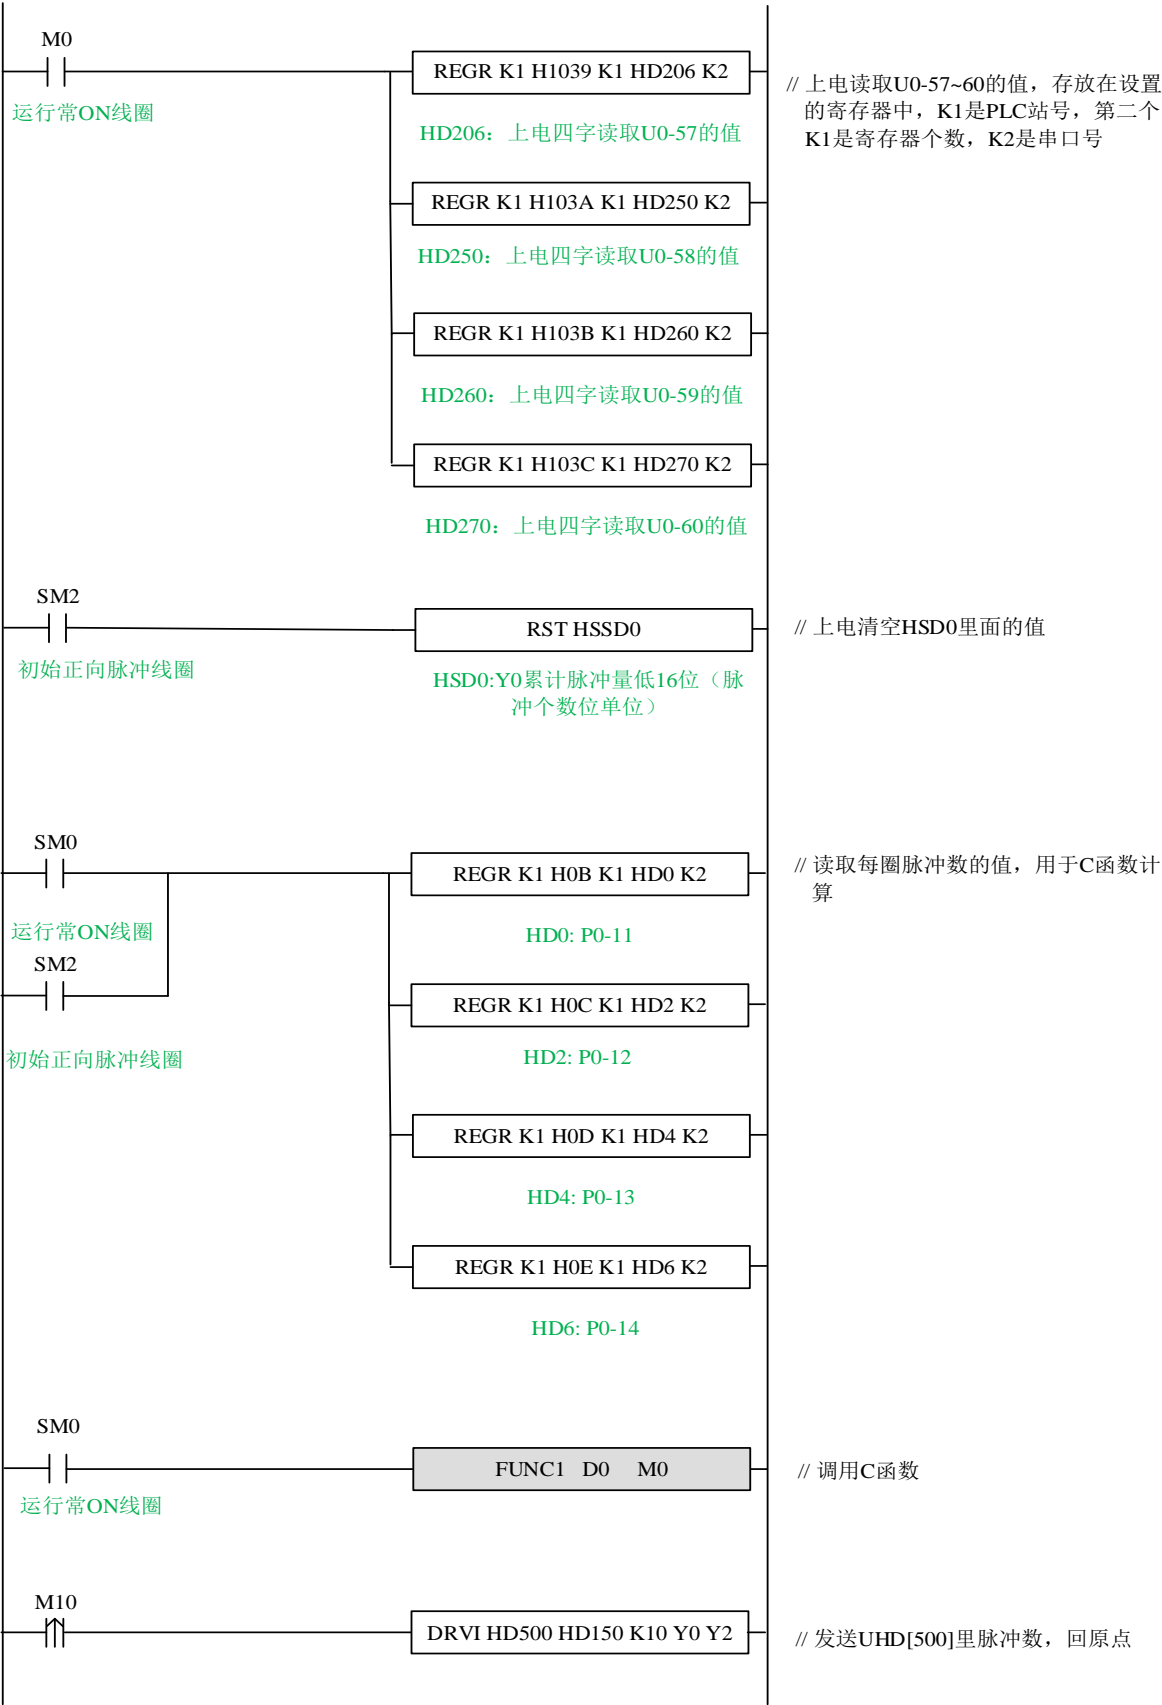 M0
REGR K1 H1039 K1 HD206 K2
// 上电读取U0-57~60的值，存放在设置
的寄存器中，K1是PLC站号，第二个
K1是寄存器个数，K2是串口号
运行常ON线圈
HD206：上电四字读取U0-57的值
REGR K1 H103A K1 HD250 K2
HD250：上电四字读取U0-58的值
REGR K1 H103B K1 HD260 K2
HD260：上电四字读取U0-59的值
REGR K1 H103C K1 HD270 K2
HD270：上电四字读取U0-60的值
SM2
RST HSSD0
// 上电清空HSD0里面的值
初始正向脉冲线圈
HSD0:Y0累计脉冲量低16位（脉
冲个数位单位）
SM0
REGR K1 H0B K1 HD0 K2
// 读取每圈脉冲数的值，用于C函数计
算
运行常ON线圈
HD0: P0-11
SM2
REGR K1 H0C K1 HD2 K2
初始正向脉冲线圈
HD2: P0-12
REGR K1 H0D K1 HD4 K2
HD4: P0-13
REGR K1 H0E K1 HD6 K2
HD6: P0-14
SM0
FUNC1 D0 M0
// 调用C函数
运行常ON线圈
M10
DRVI HD500 HD150 K10 Y0 Y2
// 发送UHD[500]里脉冲数，回原点